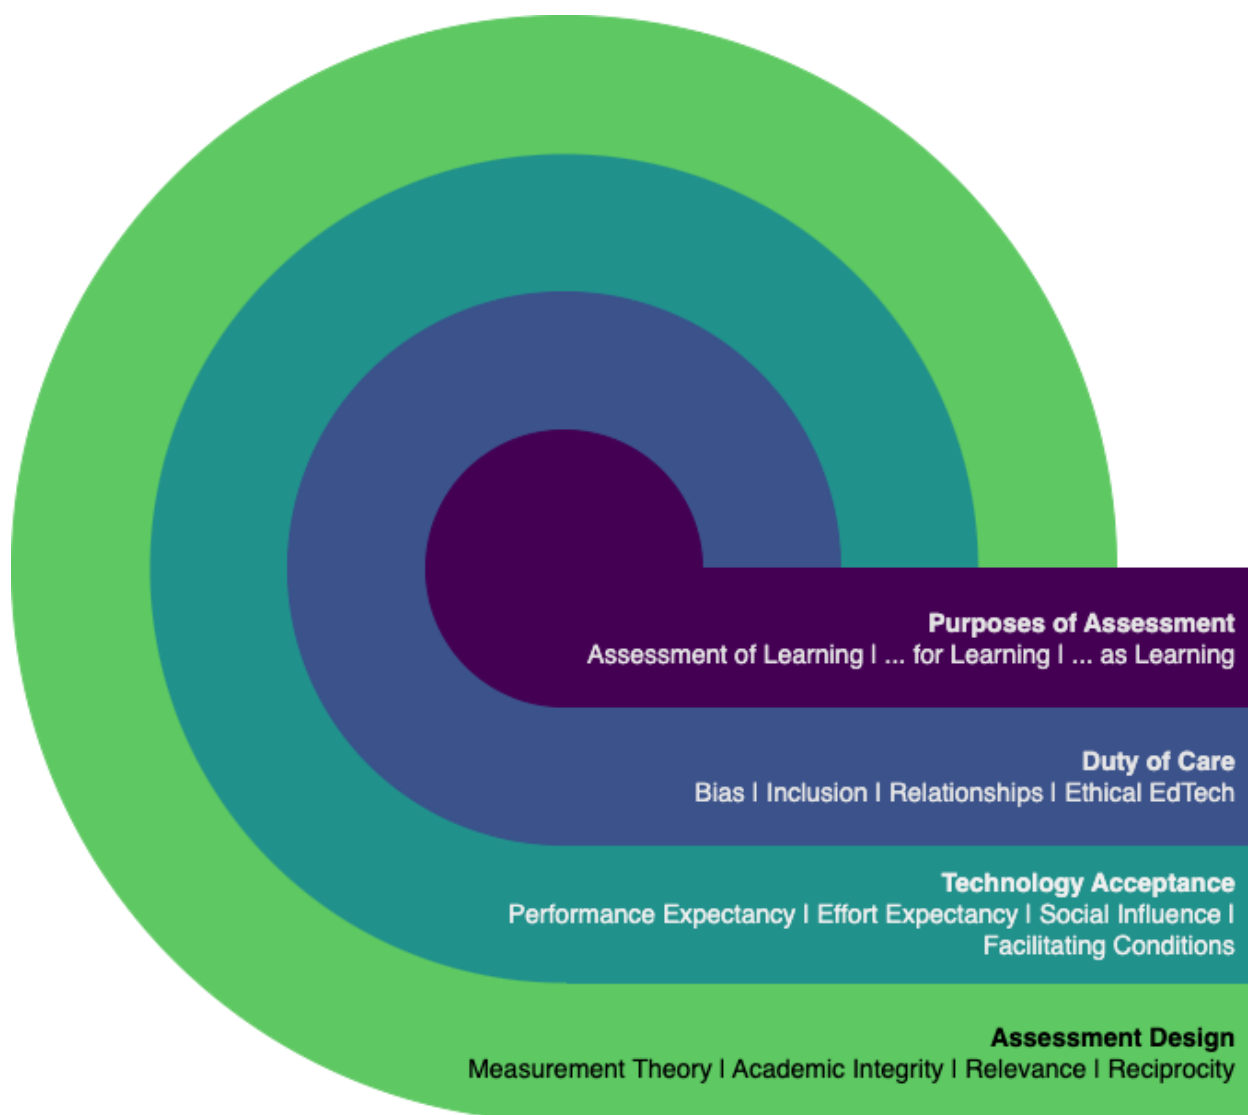 Purposes of Assessment
Assessment of Learning | ... for Learning | ... as Learning
Duty of Care
Bias | Inclusion | Relationships | Ethical EdTech
Technology Acceptance
Performance Expectancy | Effort Expectancy | Social Influence |
Facilitating Conditions
Assessment Design
Measurement Theory | Academic Integrity | Relevance | Reciprocity